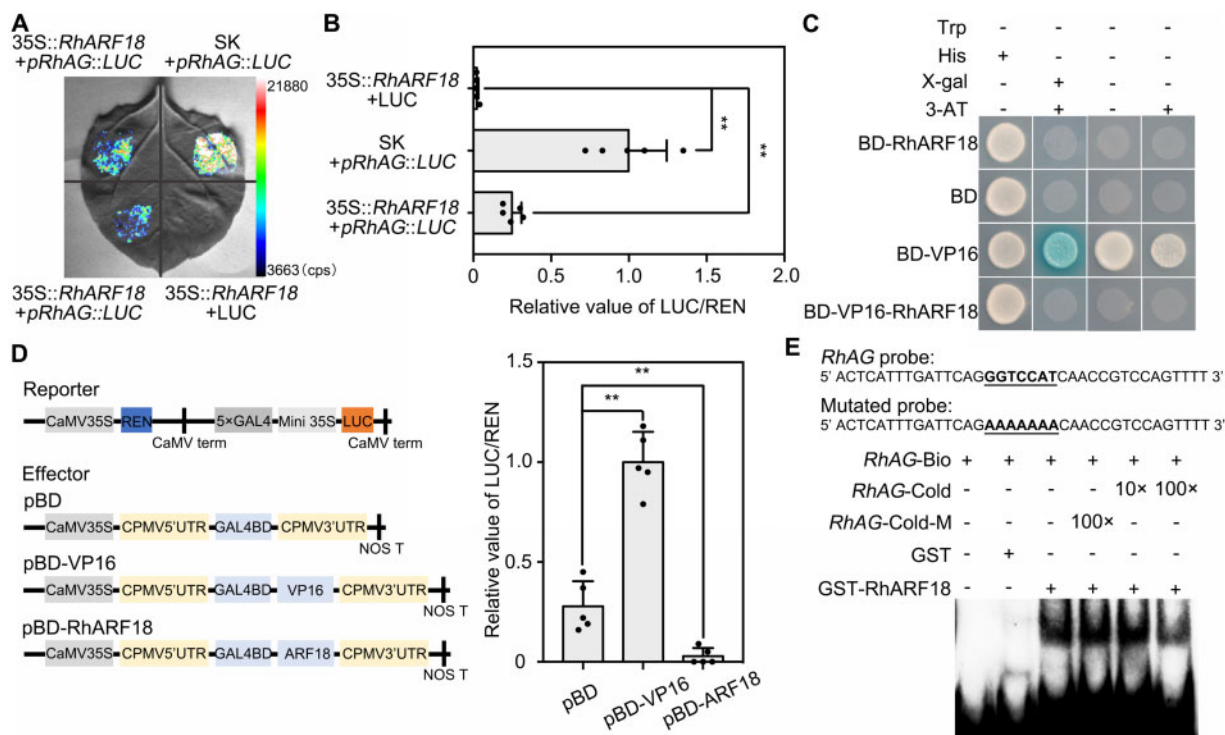 A
35S::RhARF18
+pRhAG::LUC
SK
+pRhAG::LUC
21880
3663 (cps)
35S::RhARF18
+pRhAG::LUC
35S::RhARF18
+LUC
B
35S::RhARF18
+LUC
SK
+pRhAG::LUC
35S::RhARF18
+pRhAG::LUC
**
**
0 0.5 1.0 1.5 2.0
Relative value of LUC/REN
C
Trp - - - -
His + - - -
X-gal - + - -
3-AT - + - +
BD-RhARF18
BD
BD-VP16
BD-VP16-RhARF18
D
Reporter
CaMV35S REN 5×GAL4 Mini 35S LUC
CaMV term CaMV term
Effector
pBD
CaMV35S CPMV5'UTR GAL4BD CPMV3'UTR
NOS T
pBD-VP16
CaMV35S CPMV5'UTR GAL4BD VP16 CPMV3'UTR
NOS T
pBD-RhARF18
CaMV35S CPMV5'UTR GAL4BD ARF18 CPMV3'UTR
NOS T
Relative value of LUC/REN
1.5
1.0
0.5
0
**
**
pBD
pBD-VP16
pBD-ARF18
E
RhAG probe:
5' ACTCATTTGATTCAGGGTCCATCAACCGTCCAGTTTT 3'
Mutated probe:
5' ACTCATTTGATTCAGAAAAAAACAACCGTCCAGTTTT 3'
RhAG-Bio + + + + + +
RhAG-Cold - - - - 10× 100×
RhAG-Cold-M - - - 100× - -
GST - + - - - -
GST-RhARF18 - - + + + +